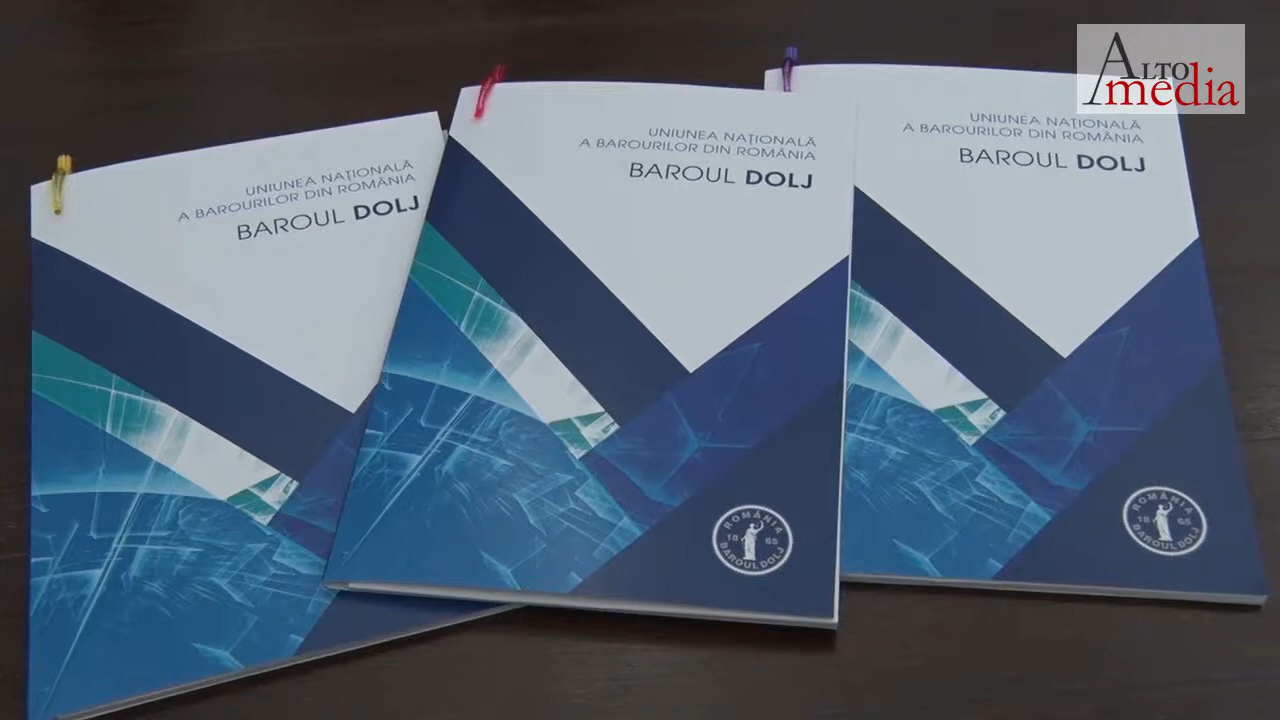 UNIUNEA NAȚIONALĂ
A BAROURILOR DIN ROMÂNIA
BAROUL DOLJ
UNIUNEA NAȚIONALĂ
A BAROURILOR DIN ROMÂNIA
BAROUL DOLJ
ROMÂNIA
18 65
BAROUL DOLJ
UNIUNEA NAȚIONALĂ
A BAROURILOR DIN ROMÂNIA
BAROUL DOLJ
ROMÂNIA
18 65
BAROUL DOLJ
ALTO
media